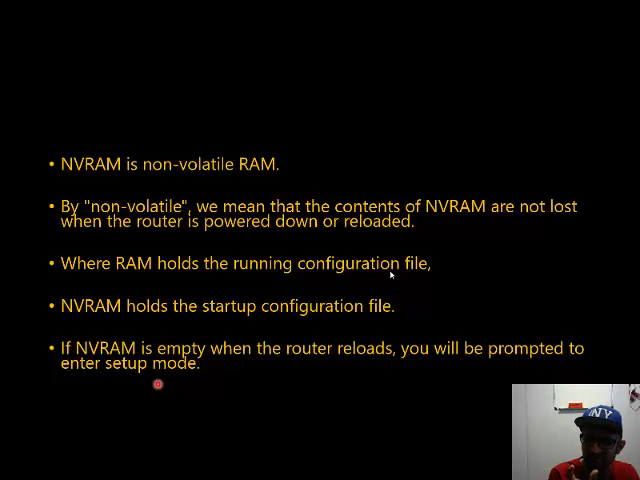 • NVRAM is non-volatile RAM.
• By "non-volatile", we mean that the contents of NVRAM are not lost
when the router is powered down or reloaded.
• Where RAM holds the running configuration file,
• NVRAM holds the startup configuration file.
• If NVRAM is empty when the router reloads, you will be prompted to
enter setup mode.
NY